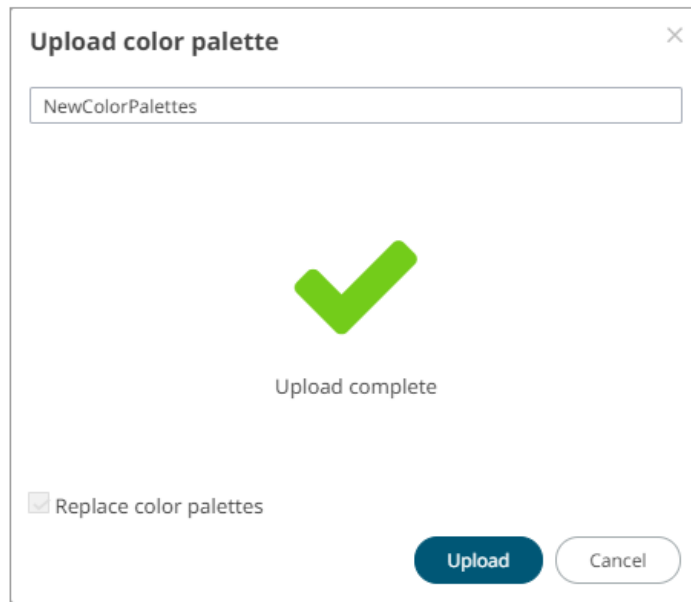 Upload color palette
NewColorPalettes
Upload complete
Replace color palettes
Upload
Cancel